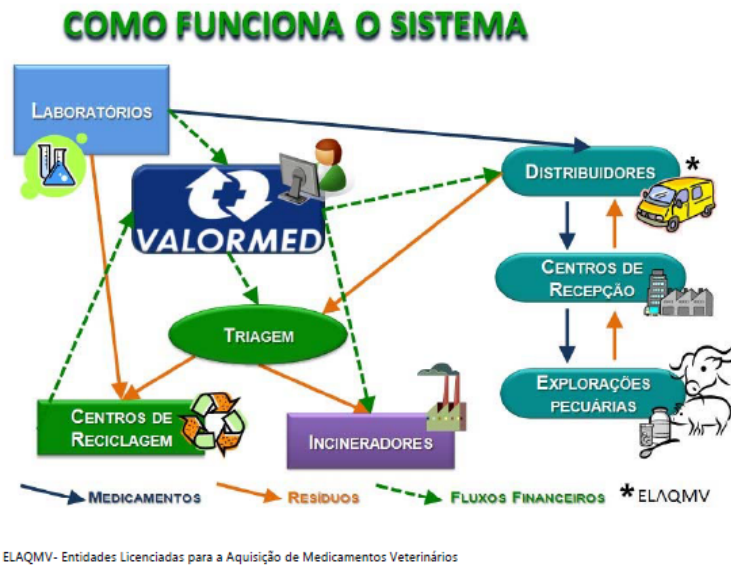 COMO FUNCIONA O SISTEMA
LABORATÓRIOS
DISTRIBUIDORES *
VALORMED
CENTROS DE
RECEPÇÃO
TRIAGEM
EXPLORAÇÕES
PECUÁRIAS
CENTROS DE
RECICLAGEM
INCINERADORES
MEDICAMENTOS RESÍDUOS FLUXOS FINANCEIROS * ELAQMV
ELAQMV- Entidades Licenciadas para a Aquisição de Medicamentos Veterinários